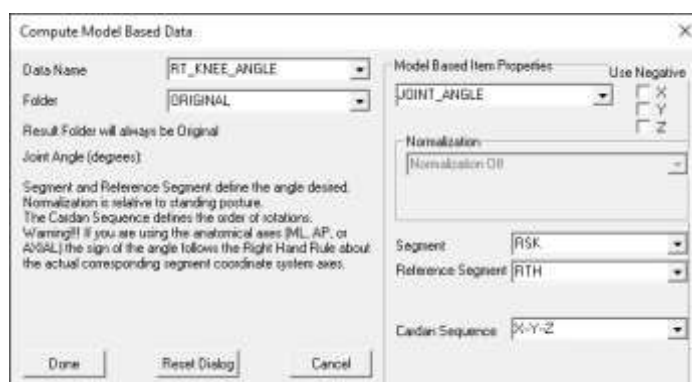 Compute Model Based Data
Data Name RT_KNEE_ANGLE
Folder ORIGINAL
Result Folder will always be Original
Joint Angle (degrees):
Segment and Reference Segment define the angle desired.
Normalization is relative to standing posture.
The Cardan Sequence defines the order of rotations.
Warning!!! If you are using the anatomical axes (ML, AP, or
AXIAL) the sign of the angle follows the Right Hand Rule about
the actual corresponding segment coordinate system axes.
Done Reset Dialog Cancel
Model Based Item Properties
Use Negative
JOINT_ANGLE
X
Y
Z
Normalization
Normalization Off
Segment RSK
Reference Segment RTH
Cardan Sequence X-Y-Z